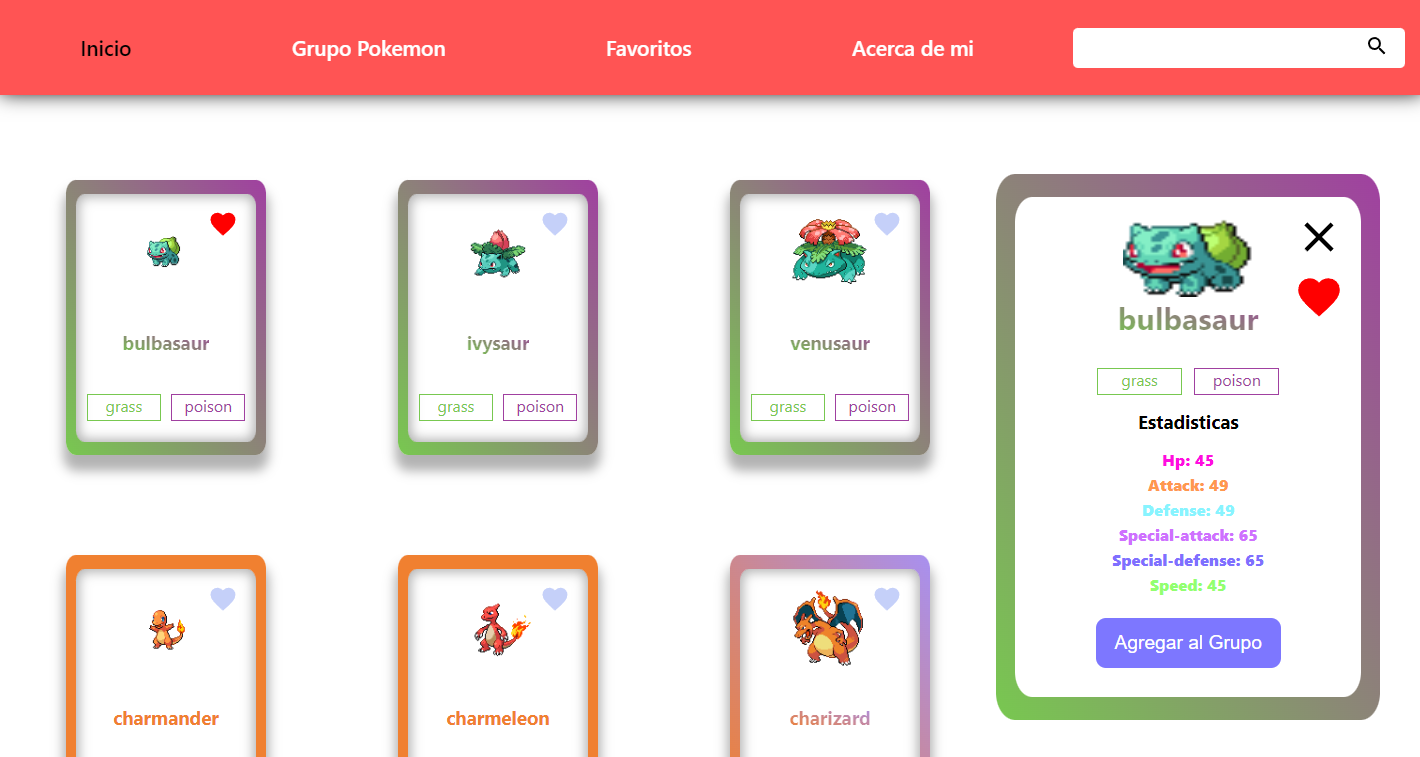 Inicio Grupo Pokemon Favoritos Acerca de mi
bulbasaur
grass poison
ivysaur
grass poison
venusaur
grass poison
charmander
charmeleon
charizard
bulbasaur
grass poison
Estadisticas
Hp: 45
Attack: 49
Defense: 49
Special-attack: 65
Special-defense: 65
Speed: 45
Agregar al Grupo